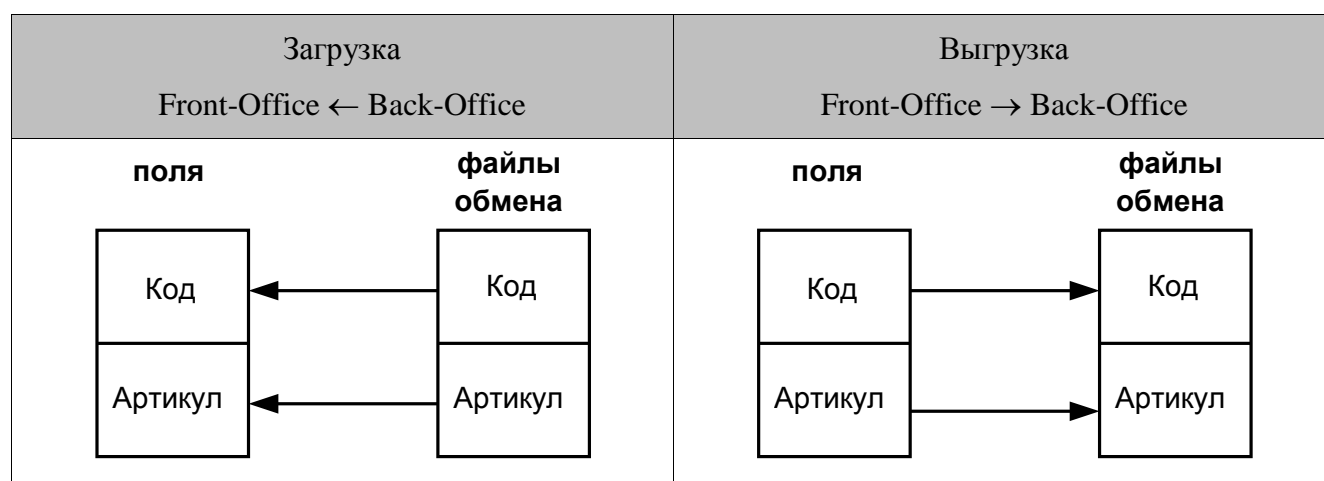 Загрузка
Front-Office ← Back-Office
Выгрузка
Front-Office → Back-Office
поля
файлы
обмена
Код
Код
Артикул
Артикул
поля
файлы
обмена
Код
Код
Артикул
Артикул